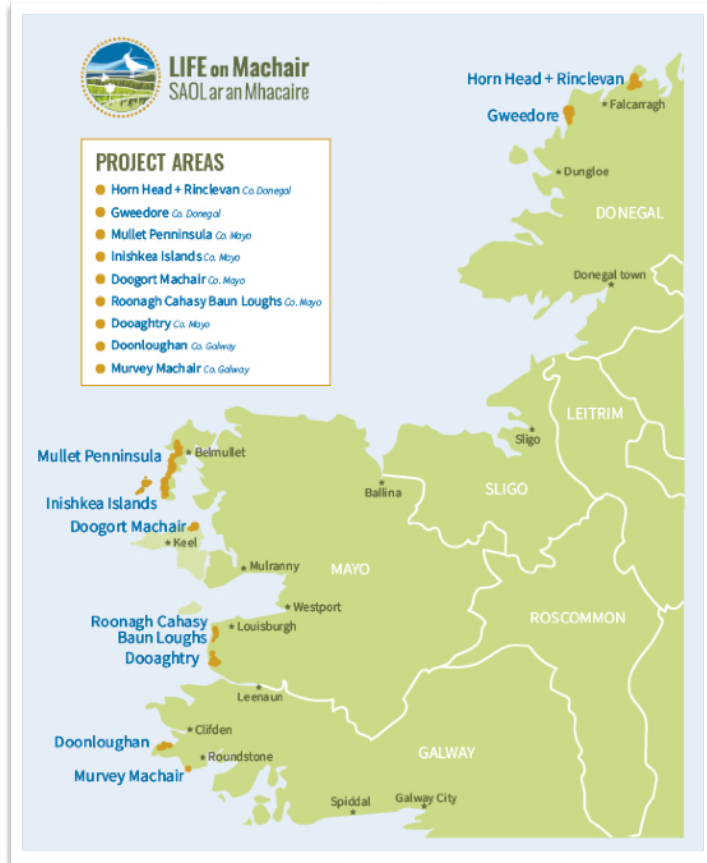 LIFE on Machair
SAOL ar an Mhacaire
PROJECT AREAS
Horn Head + Rinclevan Co. Donegal
Gweedore Co. Donegal
Mullet Penninsula Co. Mayo
Inishkea Islands Co. Mayo
Doogort Machair Co. Mayo
Roonagh Cahasy Baun Loughs Co. Mayo
Dooaghtry Co. Mayo
Doonloughan Co. Galway
Murvey Machair Co. Galway
Horn Head + Rinclevan
Falcarragh
Gweedore
Dungloe
DONEGAL
Donegal town
LEITRIM
Sligo
SLIGO
Mullet Penninsula
Belmullet
Ballina
Inishkea Islands
Doogort Machair
Keel
Mulranny
MAYO
Westport
ROSCOMMON
Roonagh Cahasy
Baun Loughs
Louisburgh
Dooaghtry
Leenaun
Clifden
Doonloughan
Roundstone
GALWAY
Murvey Machair
Spiddal
Galway City